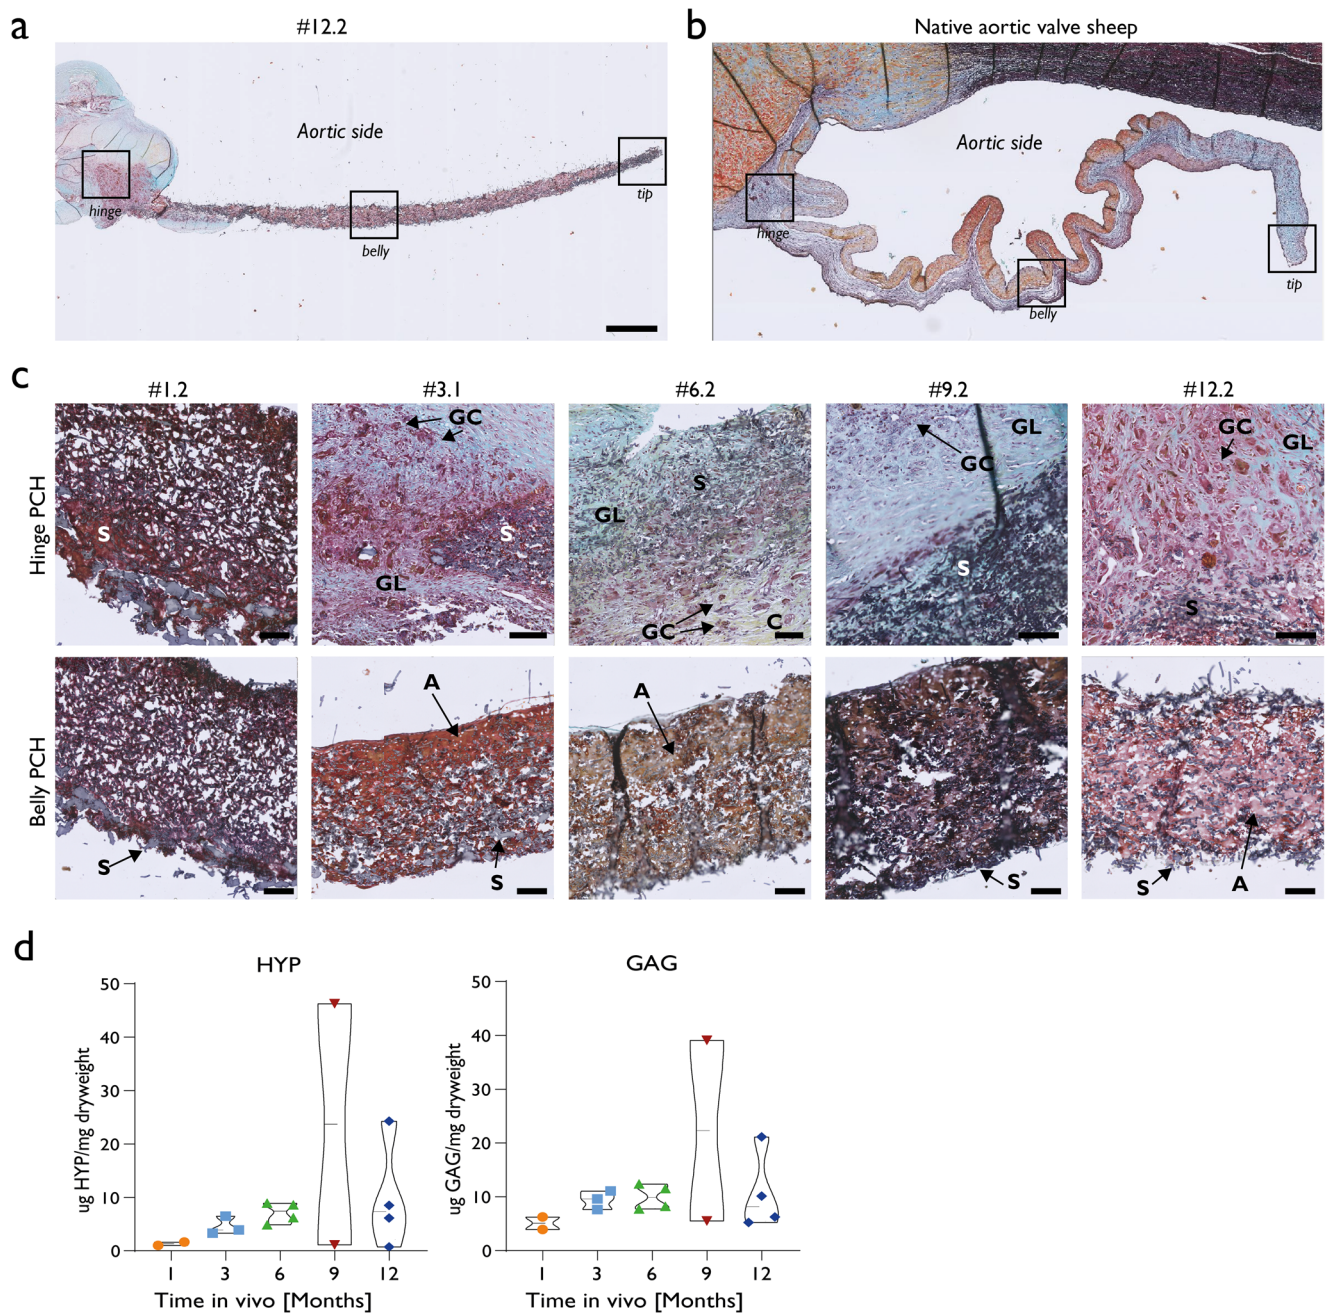 a
#12.2
Aortic side
hinge
belly
tip
b
Native aortic valve sheep
Aortic side
hinge
belly
tip
c
#1.2
#3.1
#6.2
#9.2
#12.2
Hinge PCH
S
GC
S
GL
S
GL
GC
C
GL
GC
S
GC
GL
S
Belly PCH
S
A
S
A
S
S
A
d
HYP
ug HYP/mg dryweight
50
40
30
20
10
0
1 3 6 9 12
Time in vivo [Months]
GAG
ug GAG/mg dryweight
50
40
30
20
10
0
1 3 6 9 12
Time in vivo [Months]